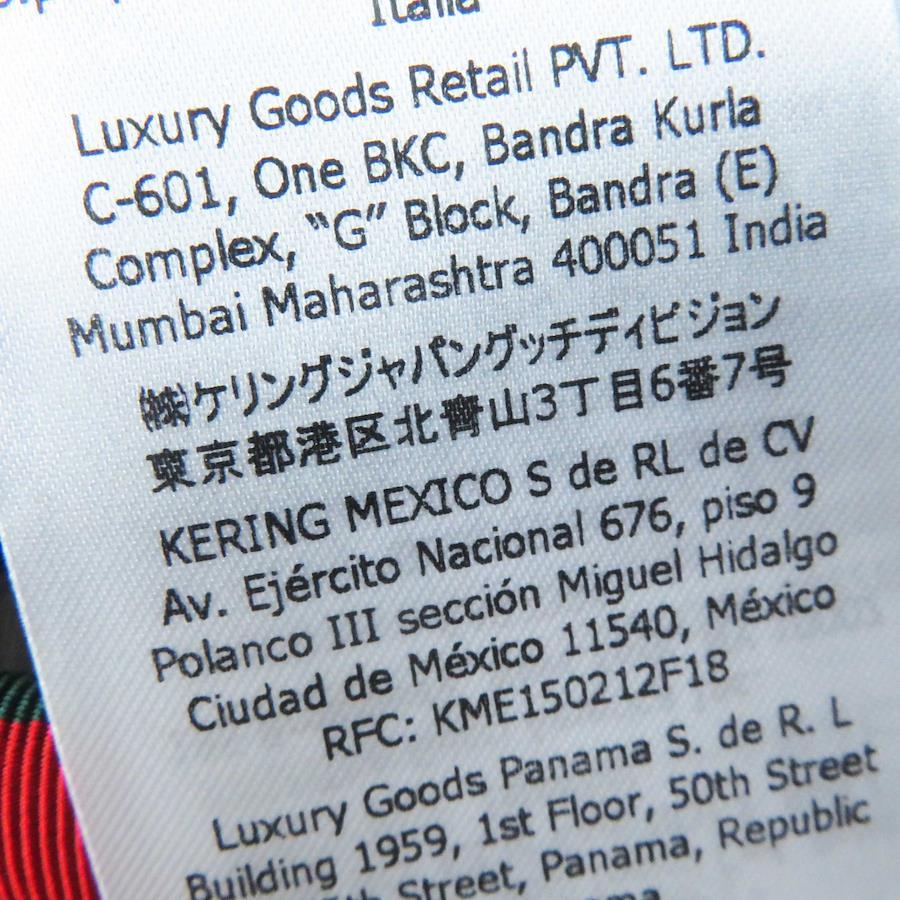 Italia
Luxury Goods Retail PVT. LTD.
C-601, One BKC, Bandra Kurla
Complex, “G” Block, Bandra (E)
Mumbai Maharashtra 400051 India
㈱ケリングジャパングッチディビジョン
東京都港区北青山3丁目6番7号
KERING MEXICO S de RL de CV
Av. Ejército Nacional 676, piso 9
Polanco III sección Miguel Hidalgo
Ciudad de México 11540, México
RFC: KME150212F18
Luxury Goods Panama S. de R. L
Building 1959, 1st Floor, 50th Street
Street, Panama, Republic